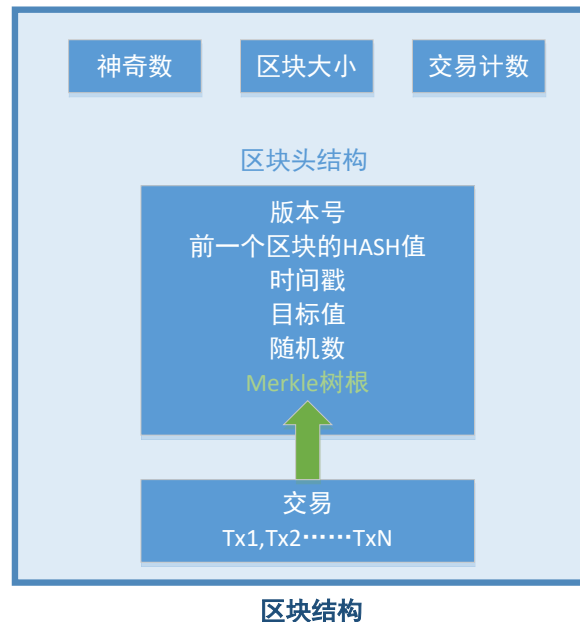 神奇数 区块大小 交易计数
区块头结构
版本号
前一个区块的HASH值
时间戳
目标值
随机数
Merkle树根
交易
Tx1,Tx2……TxN
区块结构